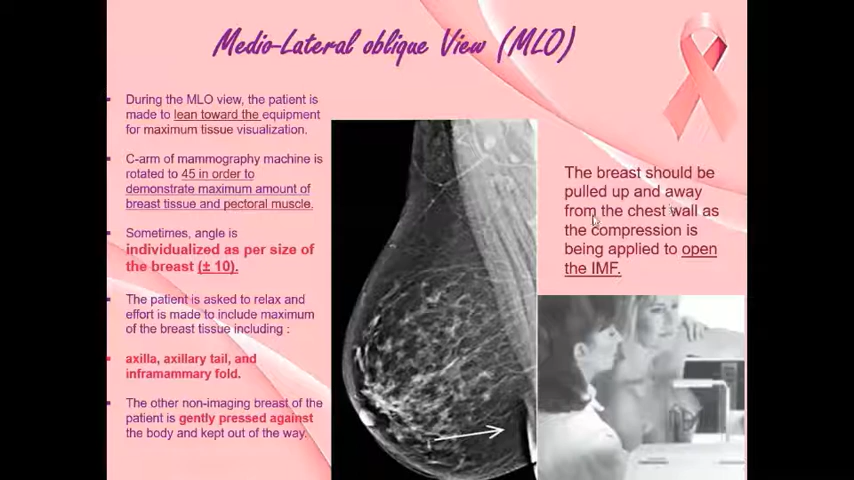 Medio-Lateral oblique View (MLO)
During the MLO view, the patient is
made to lean toward the equipment
for maximum tissue visualization.
C-arm of mammography machine is
rotated to 45 in order to
demonstrate maximum amount of
breast tissue and pectoral muscle.
Sometimes, angle is
individualized as per size of
the breast (± 10).
The patient is asked to relax and
effort is made to include maximum
of the breast tissue including :
axilla, axillary tail, and
inframammary fold.
The other non-imaging breast of the
patient is gently pressed against
the body and kept out of the way.
The breast should be
pulled up and away
from the chest wall as
the compression is
being applied to open
the IMF.